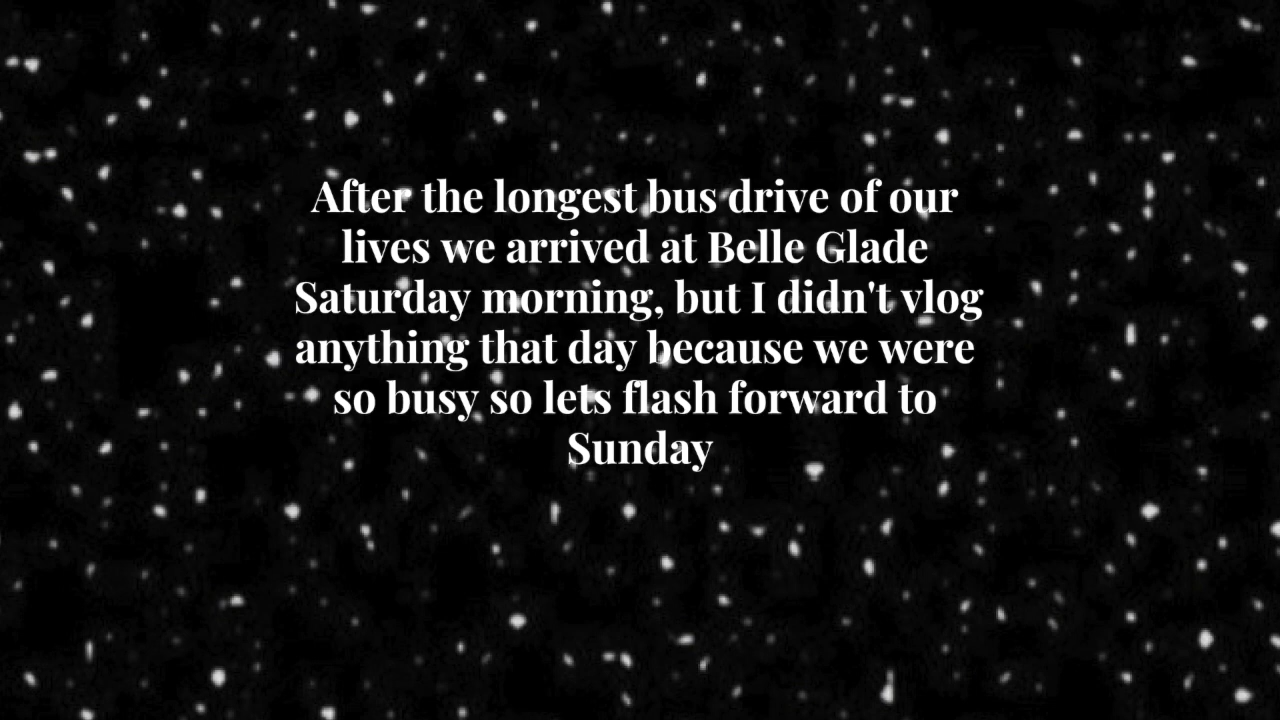 After the longest bus drive of our
lives we arrived at Belle Glade
Saturday morning, but I didn't vlog
anything that day because we were
so busy so lets flash forward to
Sunday